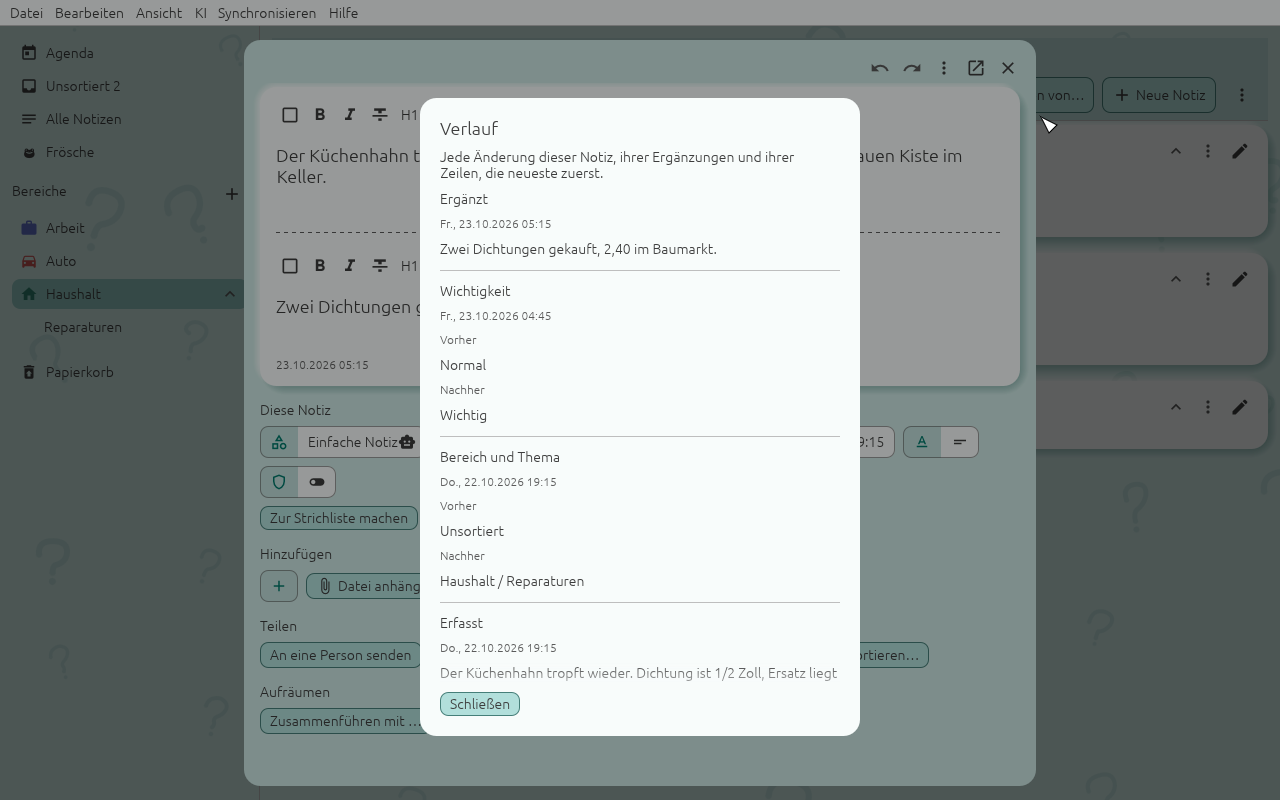 Datei Bearbeiten Ansicht KI Synchronisieren Hilfe
Agenda
Unsortiert 2
Alle Notizen
Frösche
Bereiche
Arbeit
Auto
Haushalt
Reparaturen
Papierkorb
von…
Neue Notiz
B I H1
Der Küchenhahn
Kiste im
Keller.
B I H1
Zwei Dichtungen
23.10.2026 05:15
Diese Notiz
Einfache Notiz
9:15
Zur Strichliste machen
Hinzufügen
Datei anhäng
Teilen
An eine Person senden
ortieren…
Aufräumen
Zusammenführen mit …
Verlauf
Jede Änderung dieser Notiz, ihrer Ergänzungen und ihrer
Zeilen, die neueste zuerst.
Ergänzt
Fr., 23.10.2026 05:15
Zwei Dichtungen gekauft, 2,40 im Baumarkt.
Wichtigkeit
Fr., 23.10.2026 04:45
Vorher
Normal
Nachher
Wichtig
Bereich und Thema
Do., 22.10.2026 19:15
Vorher
Unsortiert
Nachher
Haushalt / Reparaturen
Erfasst
Do., 22.10.2026 19:15
Der Küchenhahn tropft wieder. Dichtung ist 1/2 Zoll, Ersatz liegt
Schließen